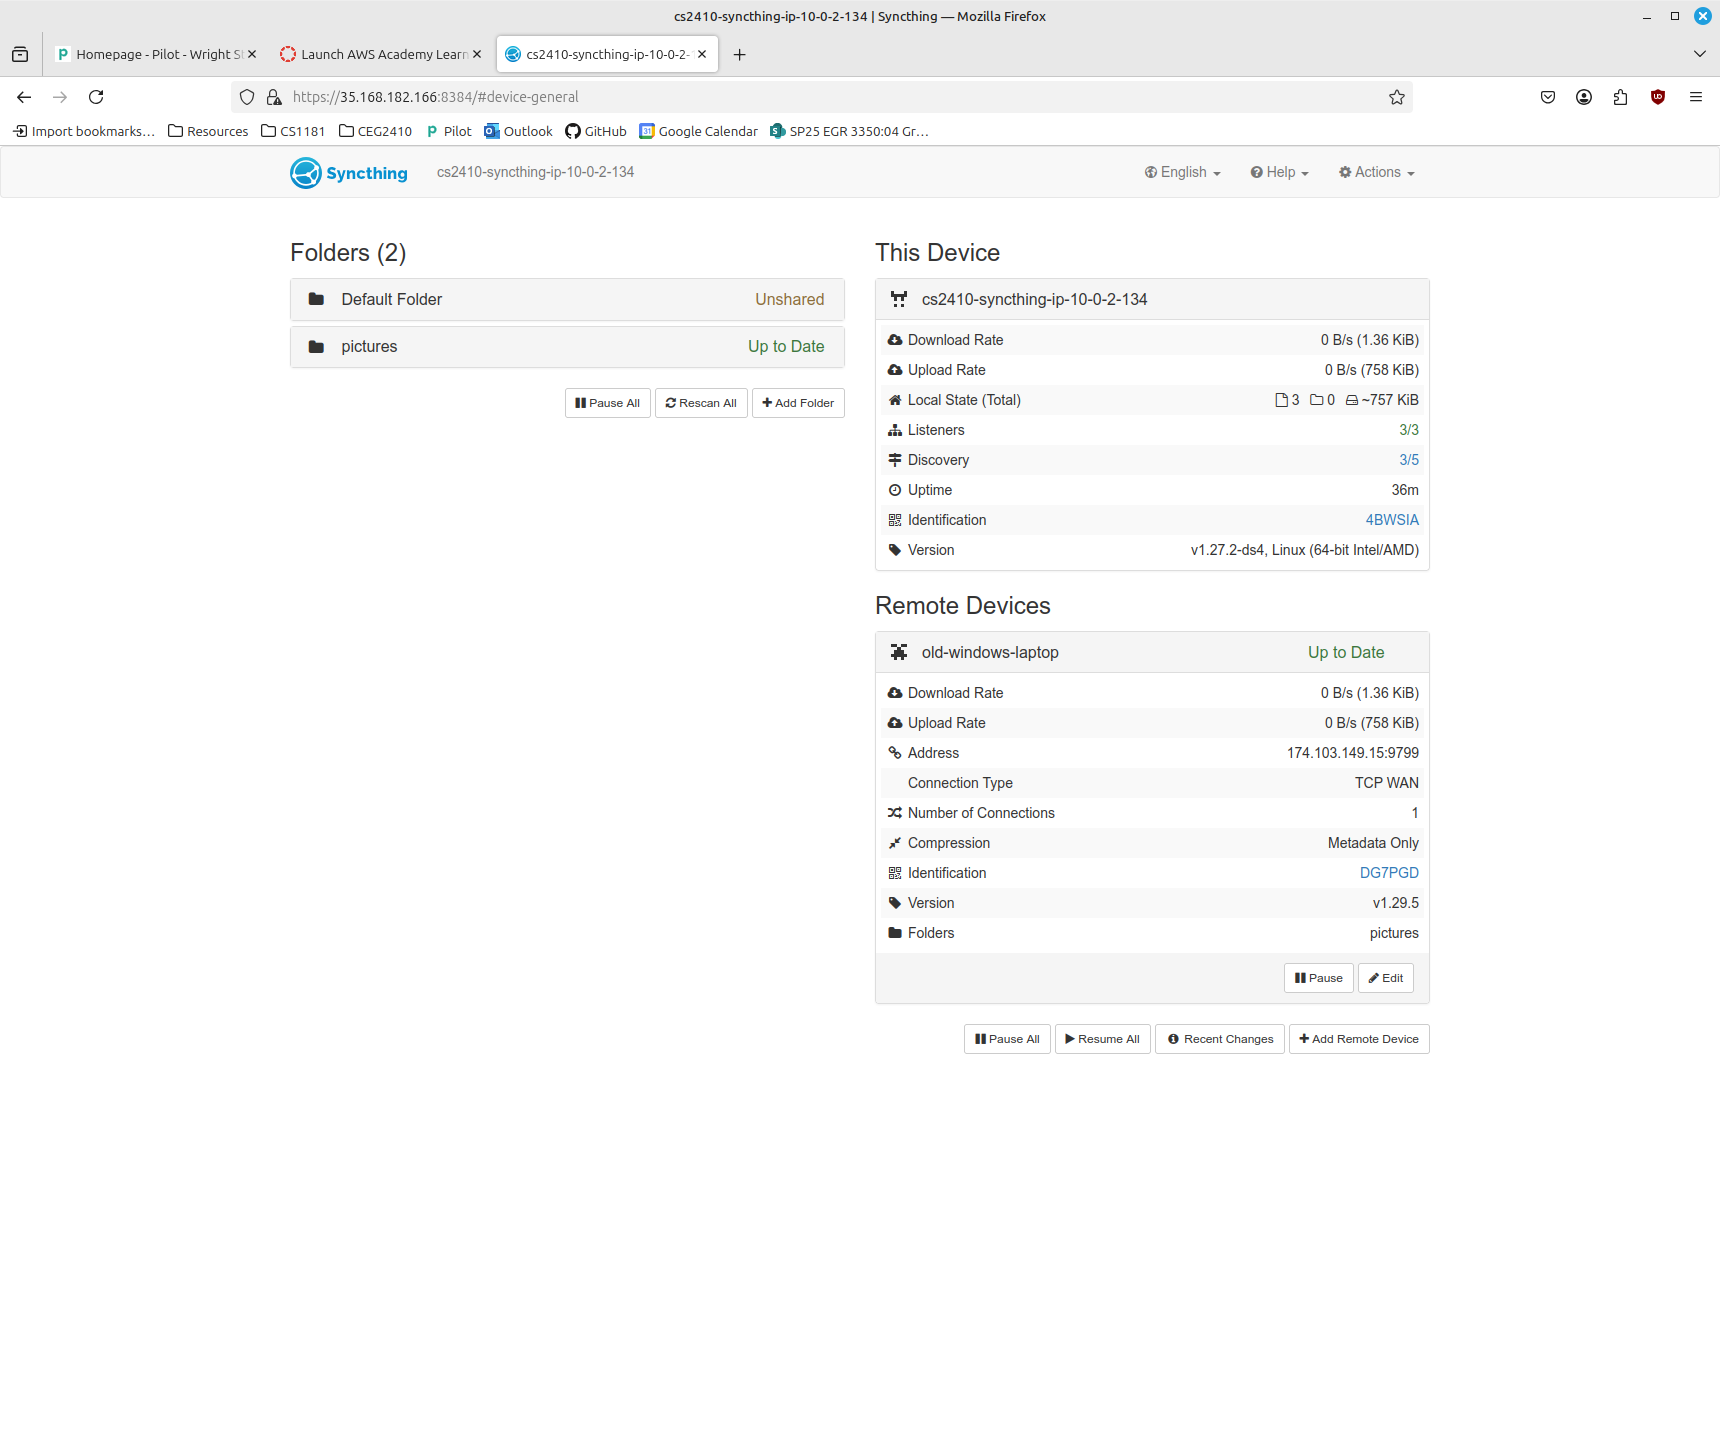 cs2410-syncthing-ip-10-0-2-134 | Syncthing — Mozilla Firefox
Homepage - Pilot - Wright S
Launch AWS Academy Learn
cs2410-syncthing-ip-10-0-2-
https://35.168.182.166:8384/#device-general
Import bookmarks... Resources CS1181 CEG2410 Pilot Outlook GitHub Google Calendar SP25 EGR 3350:04 Gr...
Syncthing cs2410-syncthing-ip-10-0-2-134 English Help Actions
Folders (2)
Default Folder Unshared
pictures Up to Date
Pause All Rescan All Add Folder
This Device
cs2410-syncthing-ip-10-0-2-134
Download Rate 0 B/s (1.36 KiB)
Upload Rate 0 B/s (758 KiB)
Local State (Total) 3 0 ~757 KiB
Listeners 3/3
Discovery 3/5
Uptime 36m
Identification 4BWSIA
Version v1.27.2-ds4, Linux (64-bit Intel/AMD)
Remote Devices
old-windows-laptop Up to Date
Download Rate 0 B/s (1.36 KiB)
Upload Rate 0 B/s (758 KiB)
Address 174.103.149.15:9799
Connection Type TCP WAN
Number of Connections 1
Compression Metadata Only
Identification DG7PGD
Version v1.29.5
Folders pictures
Pause Edit
Pause All Resume All Recent Changes Add Remote Device